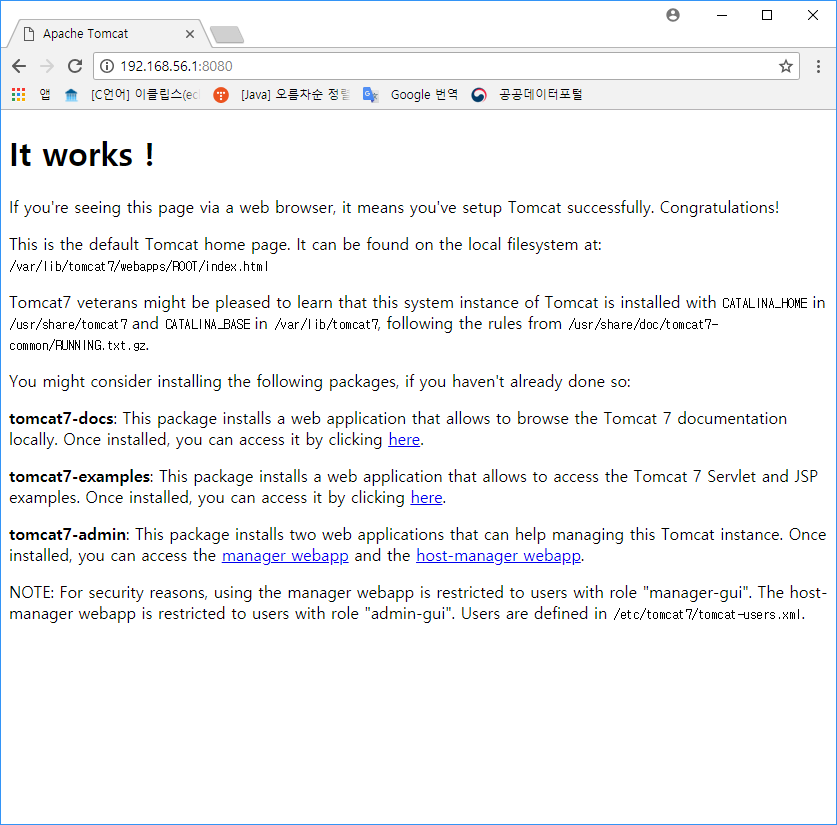 Apache Tomcat
192.168.56.1:8080
앱 [C언어] 이클립스(ecl [Java] 오름차순 정렬 Google 번역 공공데이터포털
It works !
If you're seeing this page via a web browser, it means you've setup Tomcat successfully. Congratulations!
This is the default Tomcat home page. It can be found on the local filesystem at:
/var/lib/tomcat7/webapps/ROOT/index.html
Tomcat7 veterans might be pleased to learn that this system instance of Tomcat is installed with CATALINA_HOME in
/usr/share/tomcat7 and CATALINA_BASE in /var/lib/tomcat7, following the rules from /usr/share/doc/tomcat7-
common/RUNNING.txt.gz.
You might consider installing the following packages, if you haven't already done so:
tomcat7-docs: This package installs a web application that allows to browse the Tomcat 7 documentation
locally. Once installed, you can access it by clicking here.
tomcat7-examples: This package installs a web application that allows to access the Tomcat 7 Servlet and JSP
examples. Once installed, you can access it by clicking here.
tomcat7-admin: This package installs two web applications that can help managing this Tomcat instance. Once
installed, you can access the manager webapp and the host-manager webapp.
NOTE: For security reasons, using the manager webapp is restricted to users with role "manager-gui". The host-
manager webapp is restricted to users with role "admin-gui". Users are defined in /etc/tomcat7/tomcat-users.xml.